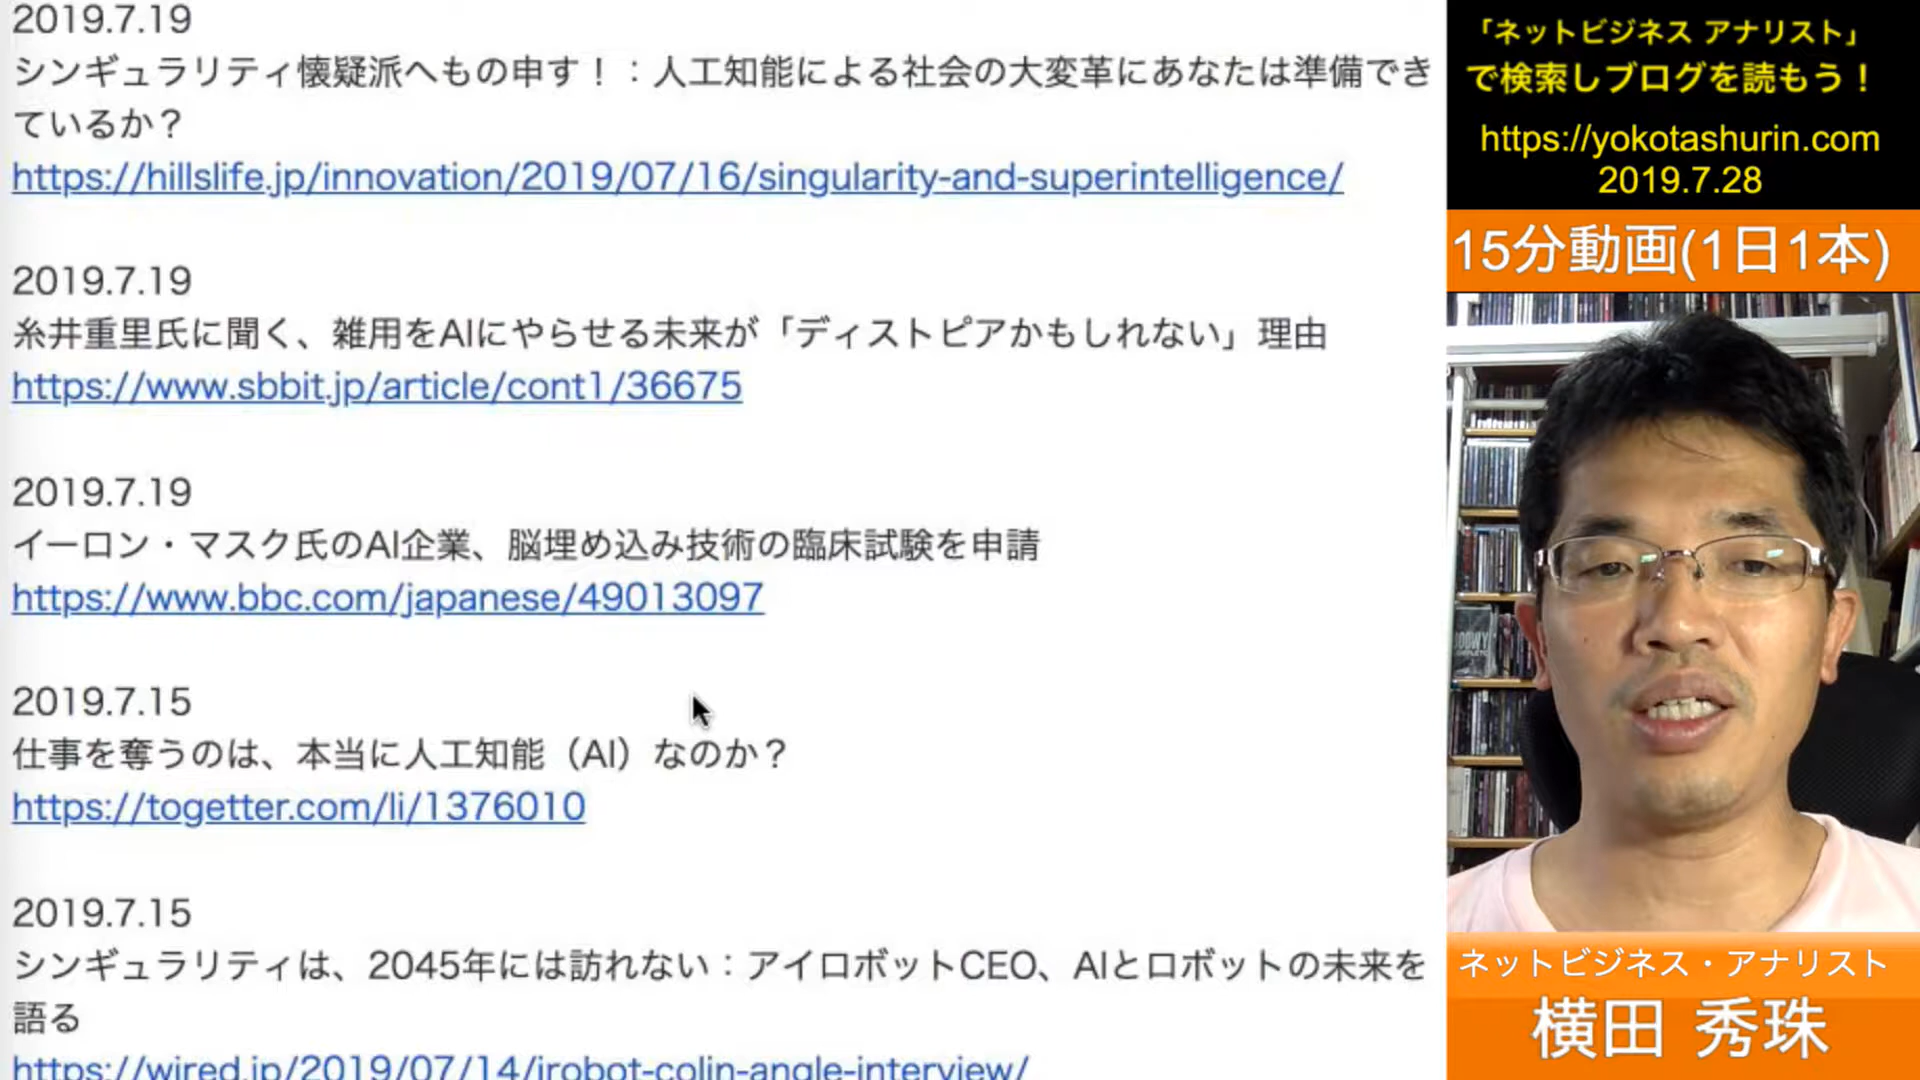 2019.7.19
シンギュラリティ懐疑派へもの申す！：人工知能による社会の大変革にあなたは準備でき
ているか？
https://hillslife.jp/innovation/2019/07/16/singularity-and-superintelligence/
2019.7.19
糸井重里氏に聞く、雑用をAIにやらせる未来が「ディストピアかもしれない」理由
https://www.sbbit.jp/article/cont1/36675
2019.7.19
イーロン・マスク氏のAI企業、脳埋め込み技術の臨床試験を申請
https://www.bbc.com/japanese/49013097
2019.7.15
仕事を奪うのは、本当に人工知能（AI）なのか？
https://togetter.com/li/1376010
2019.7.15
シンギュラリティは、2045年には訪れない：アイロボットCEO、AIとロボットの未来を
語る
https://wired.jp/2019/07/14/irobot-colin-angle-interview/
「ネットビジネス アナリスト」
で検索しブログを読もう！
https://yokotashurin.com
2019.7.28
15分動画(1日1本)
BOOWY
ネットビジネス・アナリスト
横田 秀珠